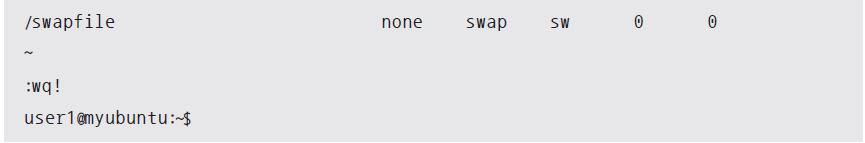 /swapfile none swap sw 0 0
~
:wq!
user1@myubuntu:~$